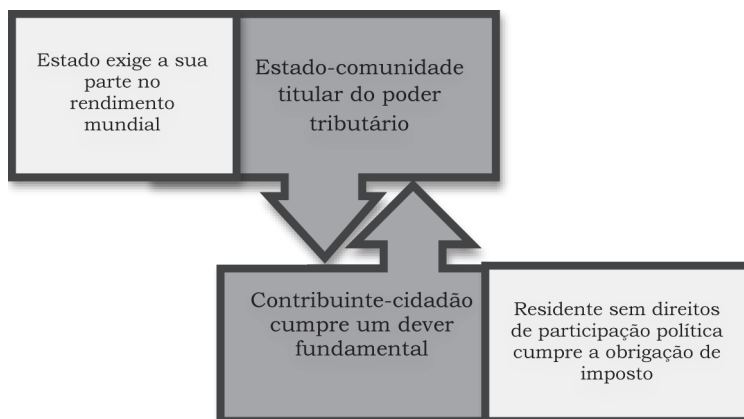 Estado exige a sua
parte no
rendimento
mundial
Estado-comunidade
titular do poder
tributário
Contribuinte-cidadão
cumpre um dever
fundamental
Residente sem direitos
de participação política
cumpre a obrigação de
imposto